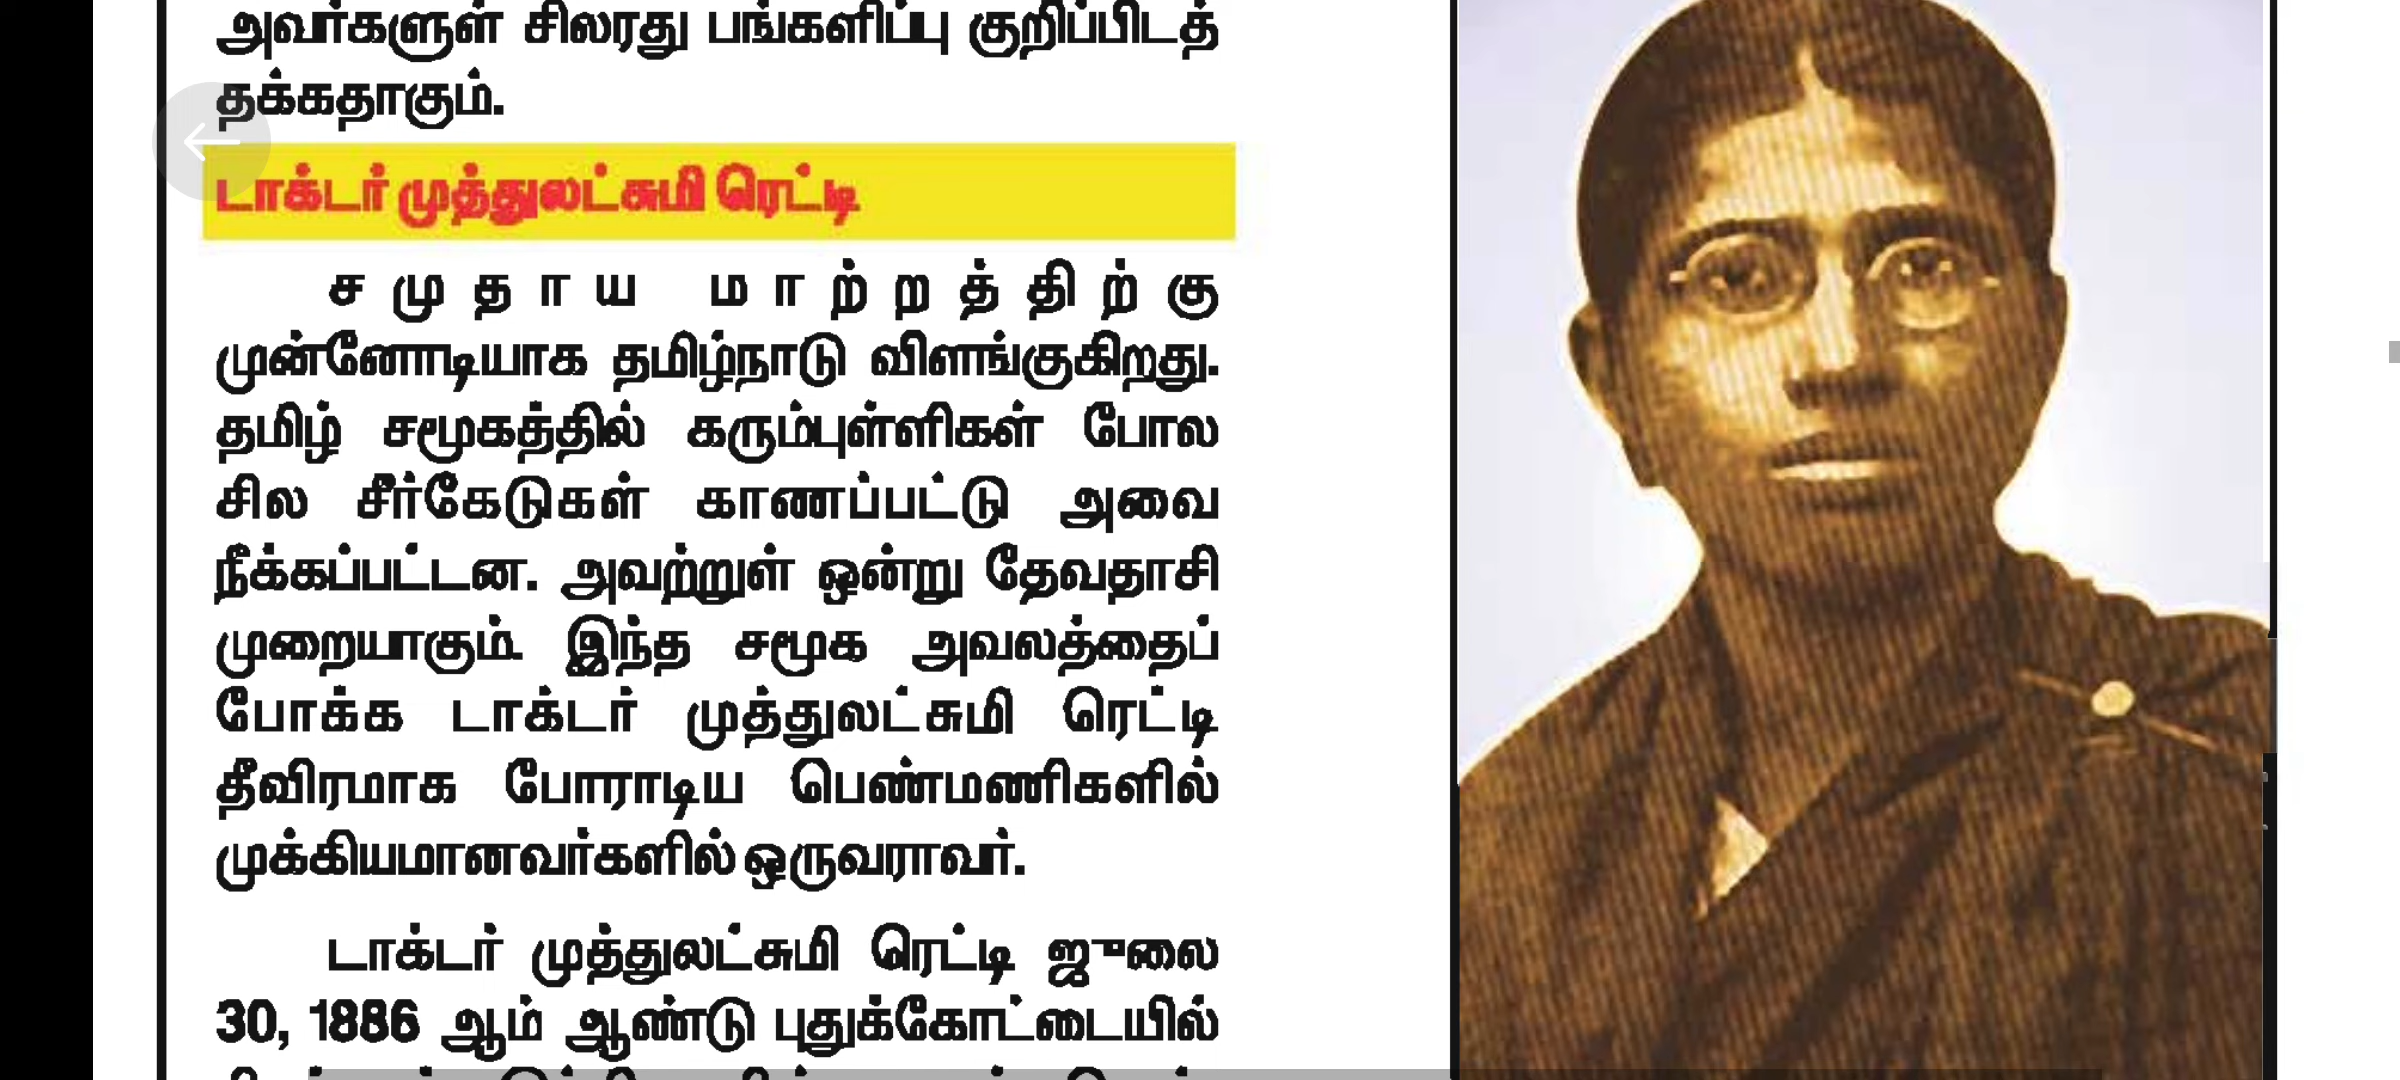 அவர்களுள் சிலரது பங்களிப்பு குறிப்பிடத்
தக்கதாகும்.
டாக்டர் முத்துலட்சுமி ரெட்டி
சமுதாய மாற்றத்திற்கு
முன்னோடியாக தமிழ்நாடு விளங்குகிறது.
தமிழ் சமூகத்தில் கரும்புள்ளிகள் போல
சில சீர்கேடுகள் காணப்பட்டு அவை
நீக்கப்பட்டன. அவற்றுள் ஒன்று தேவதாசி
முறையாகும். இந்த சமூக அவலத்தைப்
போக்க டாக்டர் முத்துலட்சுமி ரெட்டி
தீவிரமாக போராடிய பெண்மணிகளில்
முக்கியமானவர்களில் ஒருவராவர்.
டாக்டர் முத்துலட்சுமி ரெட்டி ஜுலை
30, 1886 ஆம் ஆண்டு புதுக்கோட்டையில்